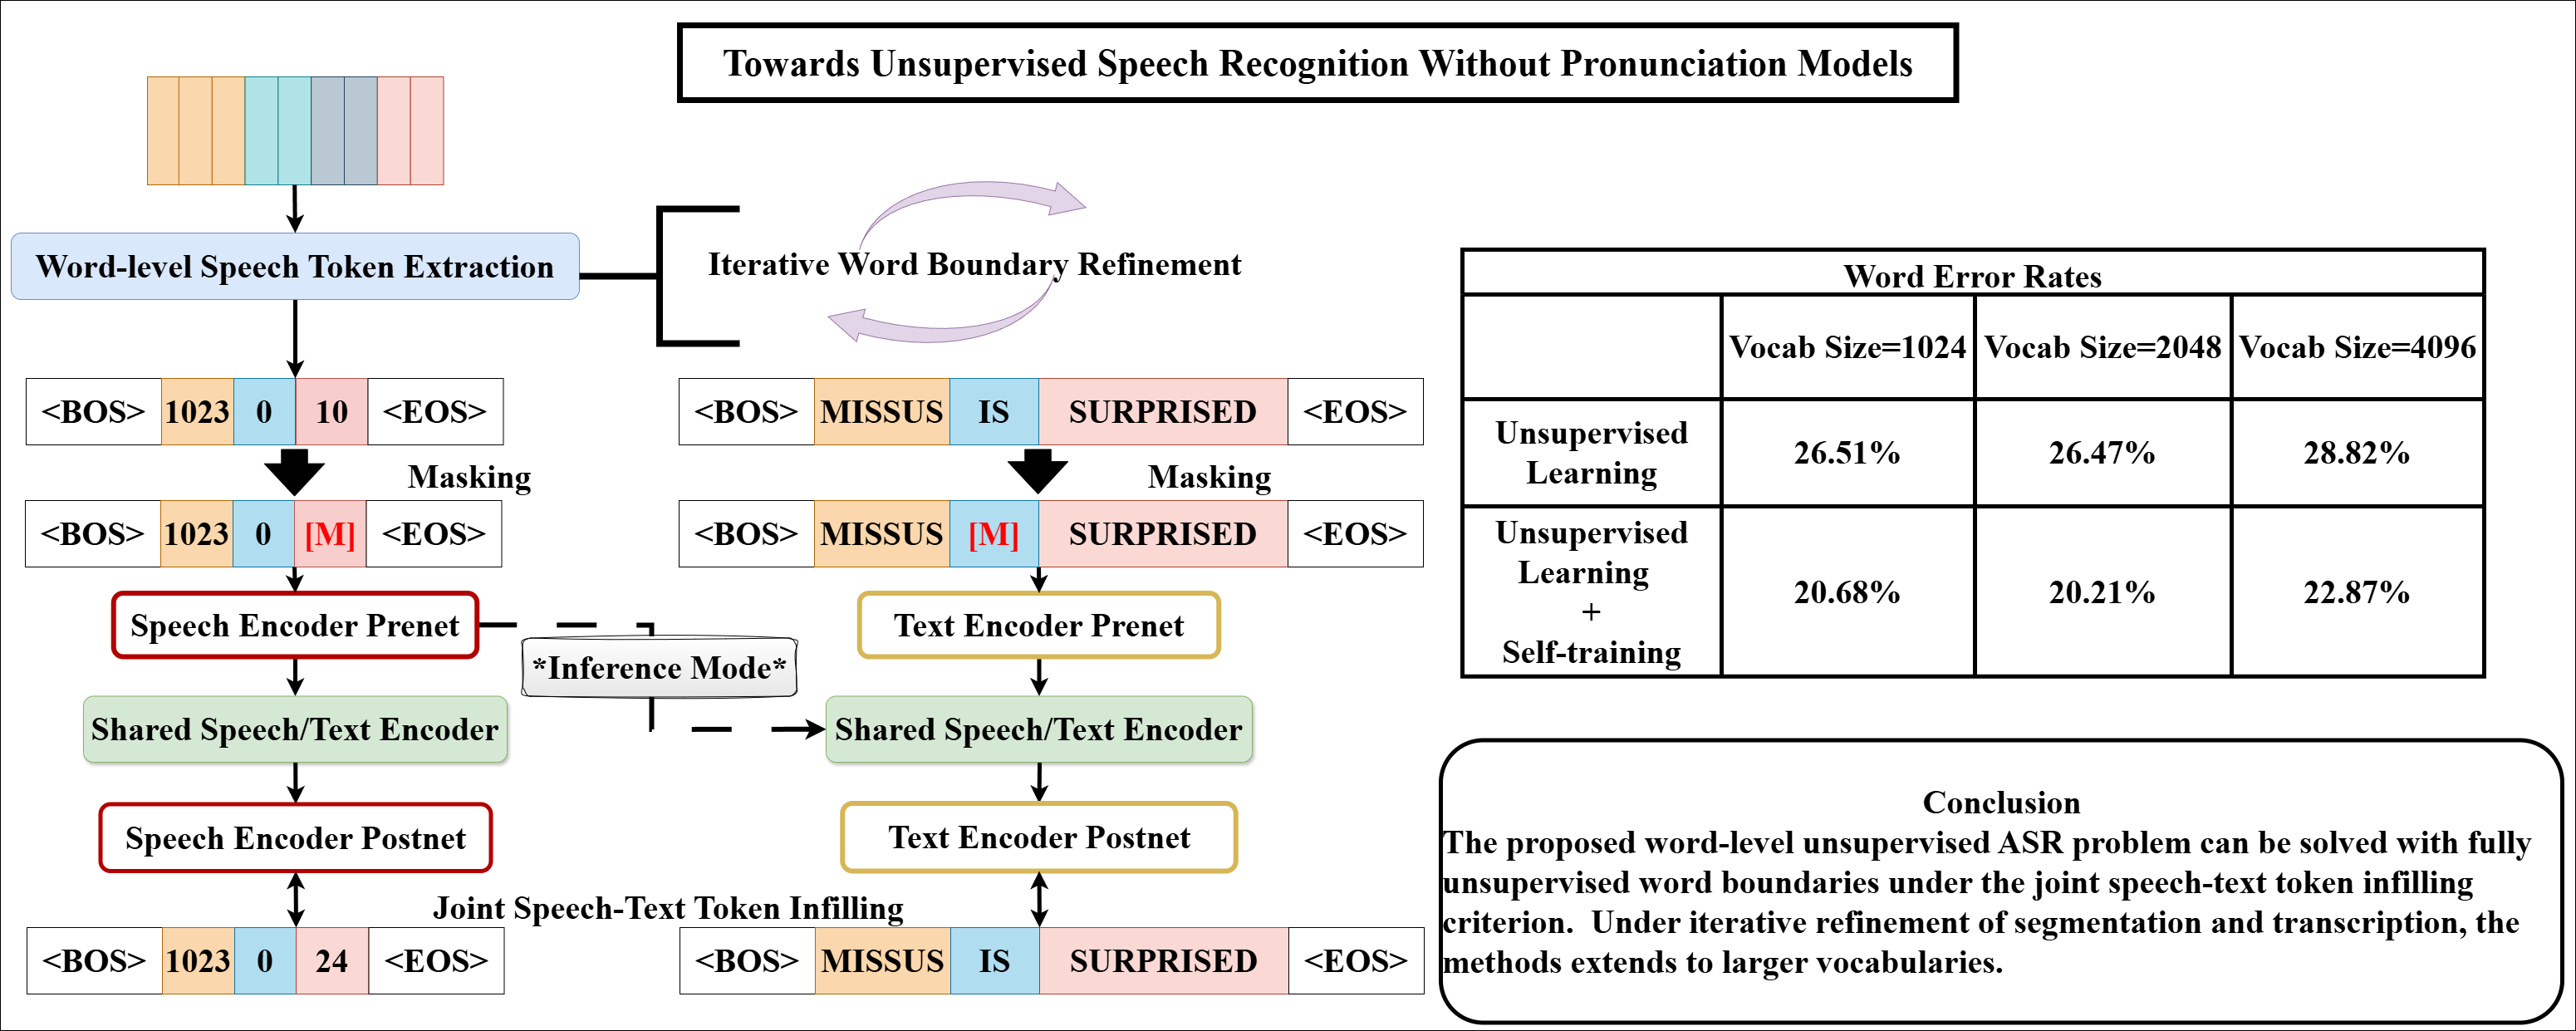 Towards Unsupervised Speech Recognition Without Pronunciation Models
Word-level Speech Token Extraction
Iterative Word Boundary Refinement
<BOS> 1023 0 10 <EOS>
Masking
<BOS> 1023 0 [M] <EOS>
Speech Encoder Prenet
*Inference Mode*
Shared Speech/Text Encoder
Speech Encoder Postnet
Joint Speech-Text Token Infilling
<BOS> 1023 0 24 <EOS>
<BOS> MISSUS IS SURPRISED <EOS>
Masking
<BOS> MISSUS [M] SURPRISED <EOS>
Text Encoder Prenet
Shared Speech/Text Encoder
Text Encoder Postnet
<BOS> MISSUS IS SURPRISED <EOS>
Word Error Rates
Vocab Size=1024 Vocab Size=2048 Vocab Size=4096
Unsupervised
Learning
26.51% 26.47% 28.82%
Unsupervised
Learning
+
Self-training
20.68% 20.21% 22.87%
Conclusion
The proposed word-level unsupervised ASR problem can be solved with fully
unsupervised word boundaries under the joint speech-text token infilling
criterion. Under iterative refinement of segmentation and transcription, the
methods extends to larger vocabularies.